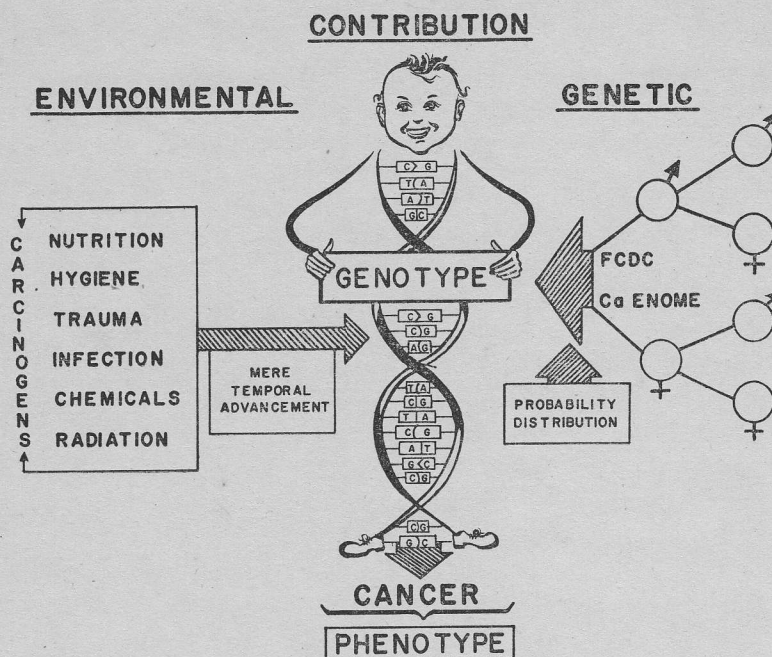 CONTRIBUTION
ENVIRONMENTAL
GENETIC
CARCINOGENS
NUTRITION
HYGIENE
TRAUMA
INFECTION
CHEMICALS
RADIATION
MERE
TEMPORAL
ADVANCEMENT
C > G
T ( A
A ) T
G C
GENOTYPE
C > G
C G
A G
T ( A
C G
T I A
C ( G
A T
G < C
C G
C G
G ) C
FCDC
Ca ENOME
PROBABILITY
DISTRIBUTION
CANCER
PHENOTYPE